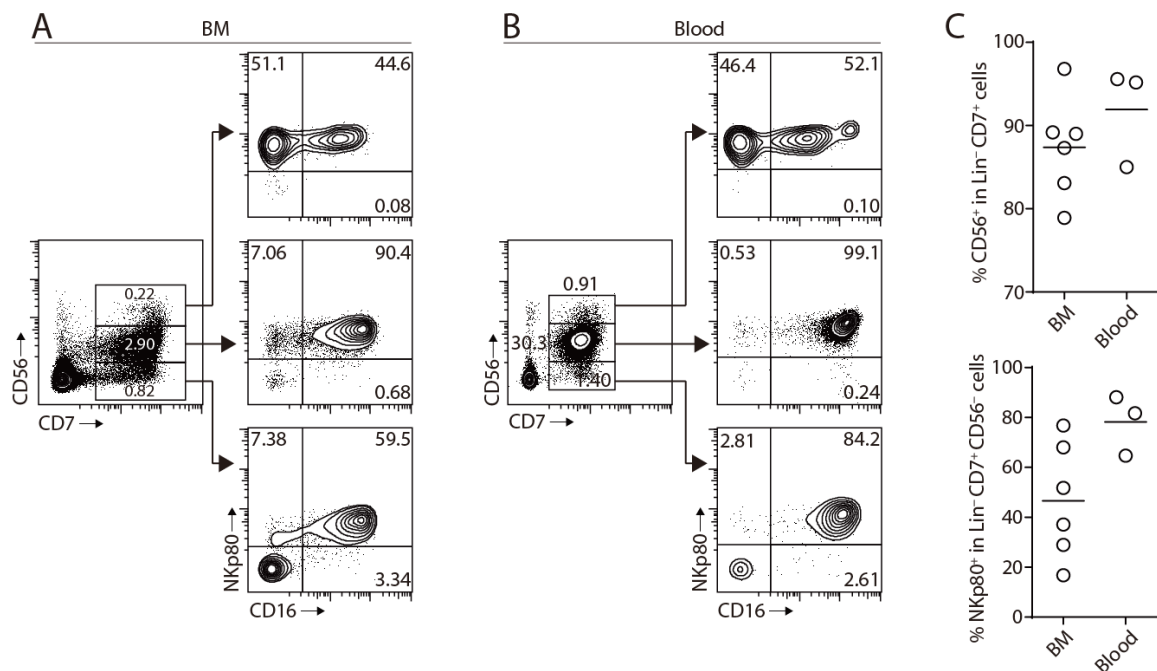 A
BM
51.1 44.6
0.08
7.06 90.4
0.68
0.22
2.90
0.82
CD56
CD7
7.38 59.5
3.34
NKp80
CD16
B
Blood
46.4 52.1
0.10
0.53 99.1
0.24
0.91
30.3
1.40
CD56
CD7
2.81 84.2
2.61
NKp80
CD16
C
% CD56⁺ in Lin⁻ CD7⁺ cells
100
90
80
70
BM
Blood
% NKp80⁺ in Lin⁻ CD7⁺ CD56⁻ cells
100
80
60
40
20
0
BM
Blood